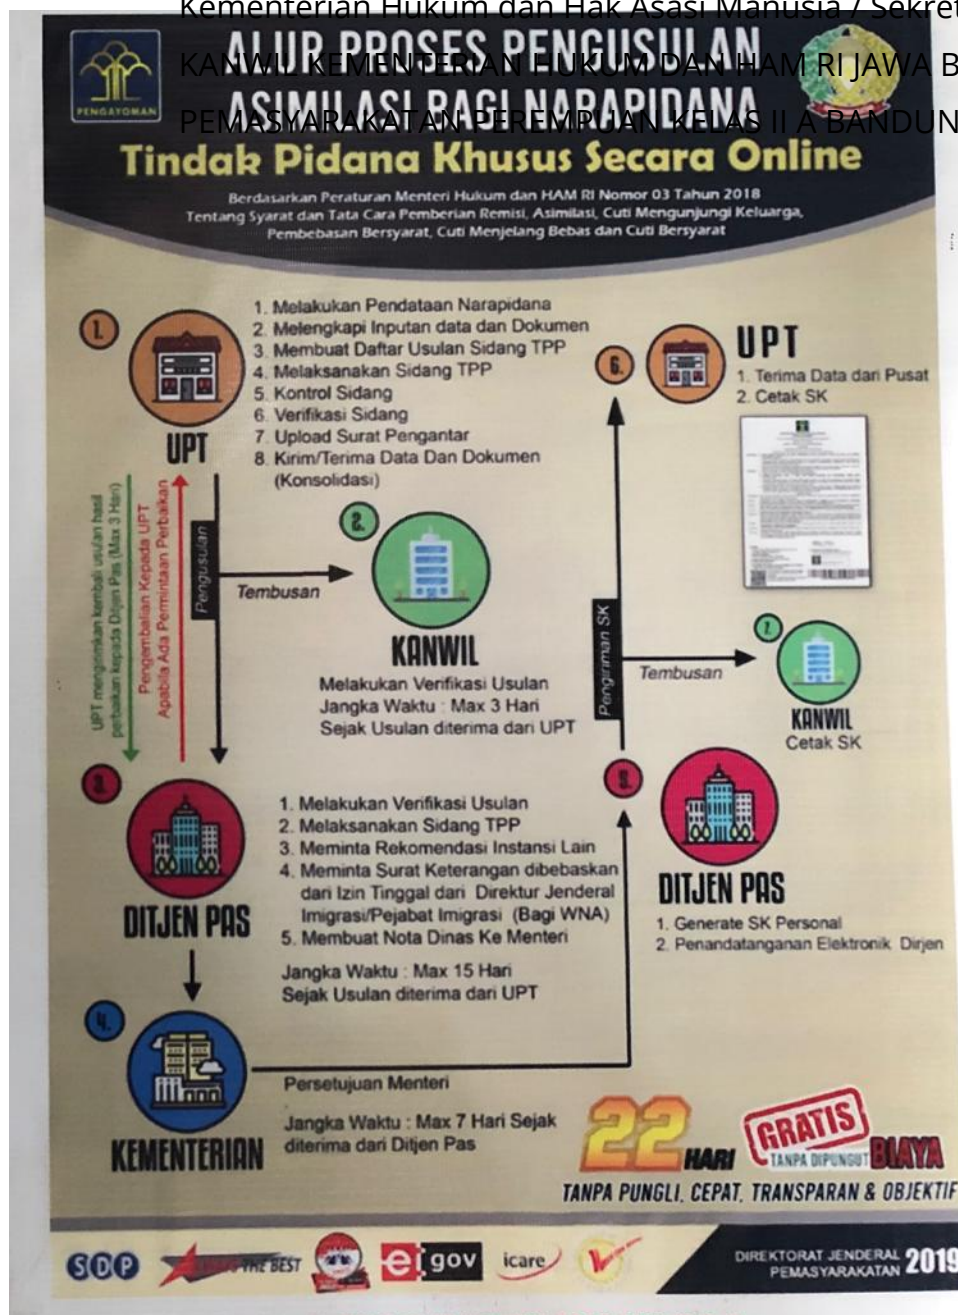 Kementerian Hukum dan Hak Asasi Manusia / Sekret
KANWIL KEMENTERIAN HUKUM DAN HAM RI JAWA B
PEMASYARAKATAN PEREMPUAN KELAS II A BANDUN
PENGAYOMAN
ALUR PROSES PENGUSULAN
ASIMILASI BAGI NARAPIDANA
Tindak Pidana Khusus Secara Online
Berdasarkan Peraturan Menteri Hukum dan HAM RI Nomor 03 Tahun 2018
Tentang Syarat dan Tata Cara Pemberian Remisi, Asimilasi, Cuti Mengunjungi Keluarga,
Pembebasan Bersyarat, Cuti Menjelang Bebas dan Cuti Bersyarat
1.
UPT
1. Melakukan Pendataan Narapidana
2. Melengkapi Inputan data dan Dokumen
3. Membuat Daftar Usulan Sidang TPP
4. Melaksanakan Sidang TPP
5. Kontrol Sidang
6. Verifikasi Sidang
7. Upload Surat Pengantar
8. Kirim/Terima Data Dan Dokumen
(Konsolidasi)
UPT mengirimkan kembali usulan hasil
perbaikan kepada Ditjen Pas (Max 3 Hari)
Pengembalian Kepada UPT
Apabila Ada Permintaan Perbaikan
Pengusulan
Tembusan
2.
KANWIL
Melakukan Verifikasi Usulan
Jangka Waktu : Max 3 Hari
Sejak Usulan diterima dari UPT
3.
DITJEN PAS
1. Melakukan Verifikasi Usulan
2. Melaksanakan Sidang TPP
3. Meminta Rekomendasi Instansi Lain
4. Meminta Surat Keterangan dibebaskan
dari Izin Tinggal dari Direktur Jenderal
Imigrasi/Pejabat Imigrasi (Bagi WNA)
5. Membuat Nota Dinas Ke Menteri
Jangka Waktu : Max 15 Hari
Sejak Usulan diterima dari UPT
4.
KEMENTERIAN
Persetujuan Menteri
Jangka Waktu : Max 7 Hari Sejak
diterima dari Ditjen Pas
DITJEN PAS
1. Generate SK Personal
2. Penandatanganan Elektronik Dirjen
Pengiriman SK
Tembusan
6.
UPT
1. Terima Data dari Pusat
2. Cetak SK
7.
KANWIL
Cetak SK
22 HARI
GRATIS
TANPA DIPUNGUT BIAYA
TANPA PUNGLI, CEPAT, TRANSPARAN & OBJEKTIF
SDP
THE BEST
ei gov
icare
DIREKTORAT JENDERAL
PEMASYARAKATAN 2019